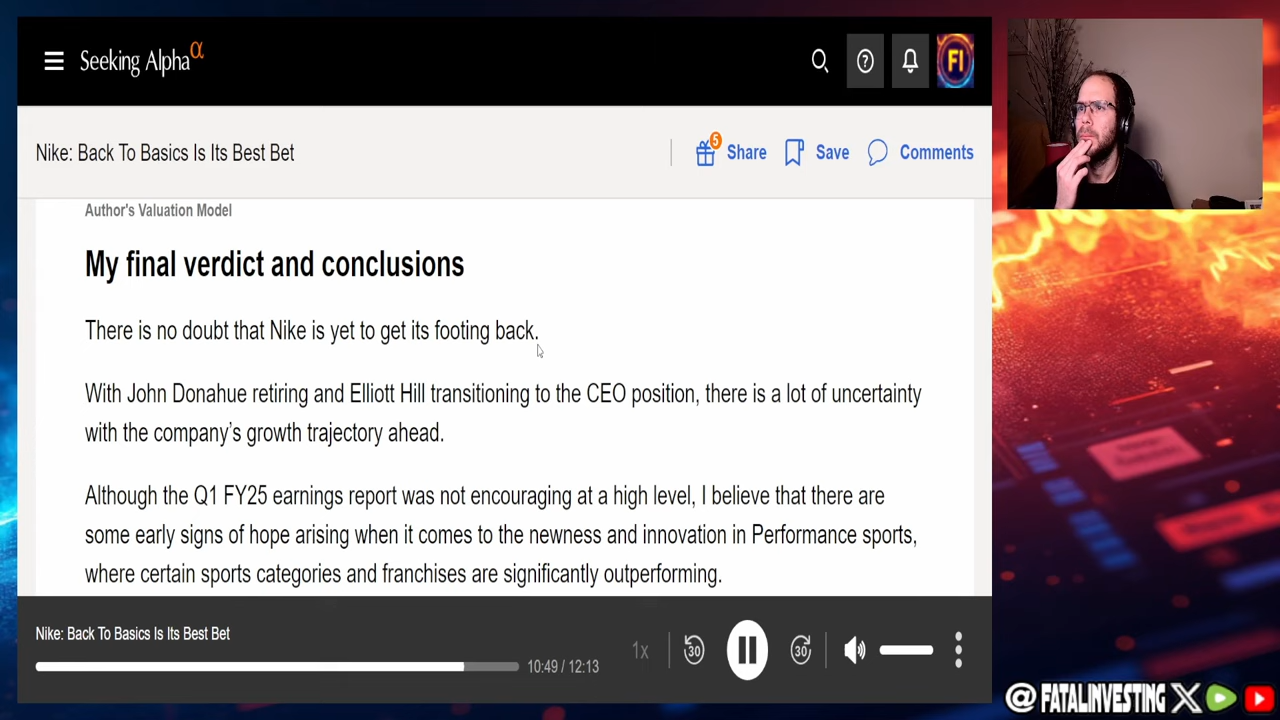 Seeking Alpha α
FI
Nike: Back To Basics Is Its Best Bet
5
Share
Save
Comments
Author's Valuation Model
My final verdict and conclusions
There is no doubt that Nike is yet to get its footing back.
With John Donahue retiring and Elliott Hill transitioning to the CEO position, there is a lot of uncertainty
with the company's growth trajectory ahead.
Although the Q1 FY25 earnings report was not encouraging at a high level, I believe that there are
some early signs of hope arising when it comes to the newness and innovation in Performance sports,
where certain sports categories and franchises are significantly outperforming.
Nike: Back To Basics Is Its Best Bet
10:49 / 12:13
1x
30
30
@FATALINVESTING X